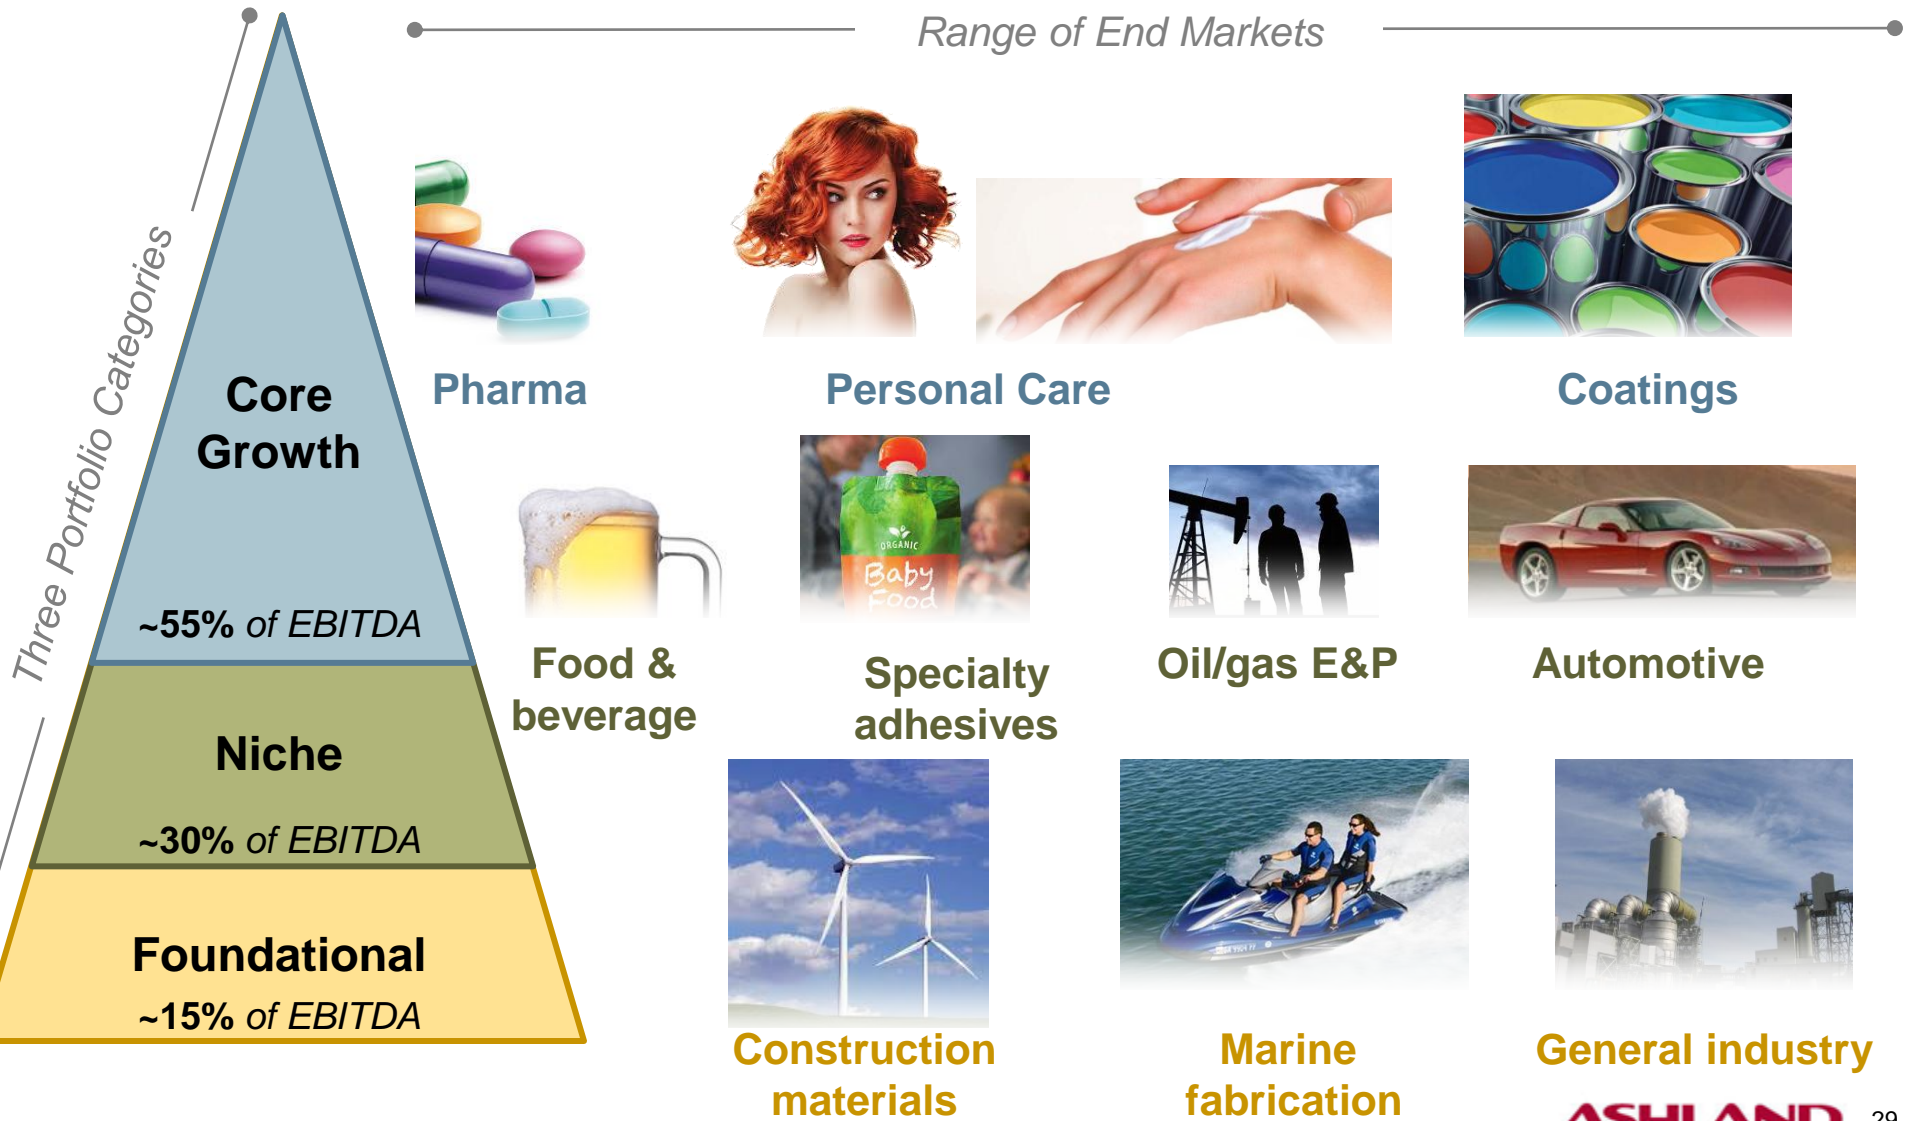 Range of End Markets
Three Portfolio Categories
Core
Growth
~55% of EBITDA
Niche
~30% of EBITDA
Foundational
~15% of EBITDA
Pharma
Personal Care
Coatings
ORGANIC
Baby
Food
Food &
beverage
Specialty
adhesives
Oil/gas E&P
Automotive
Construction
materials
Marine
fabrication
General industry
ASHLAND
29